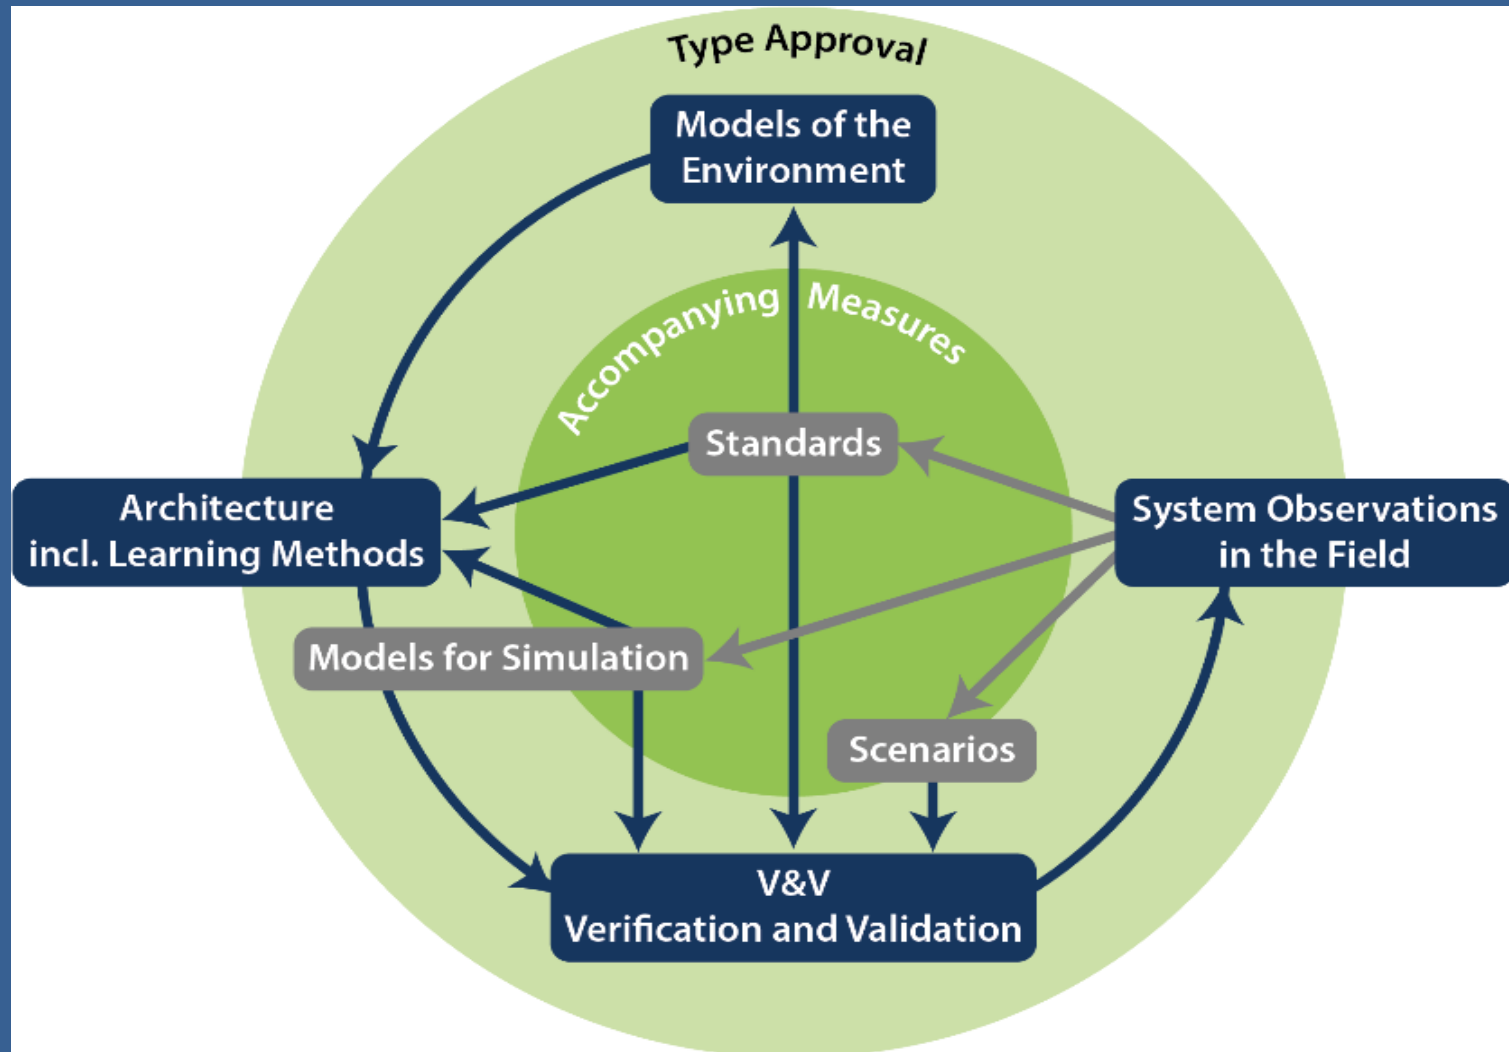 Type Approval
Models of the
Environment
Accompanying Measures
Standards
Architecture
incl. Learning Methods
System Observations
in the Field
Models for Simulation
Scenarios
V&V
Verification and Validation